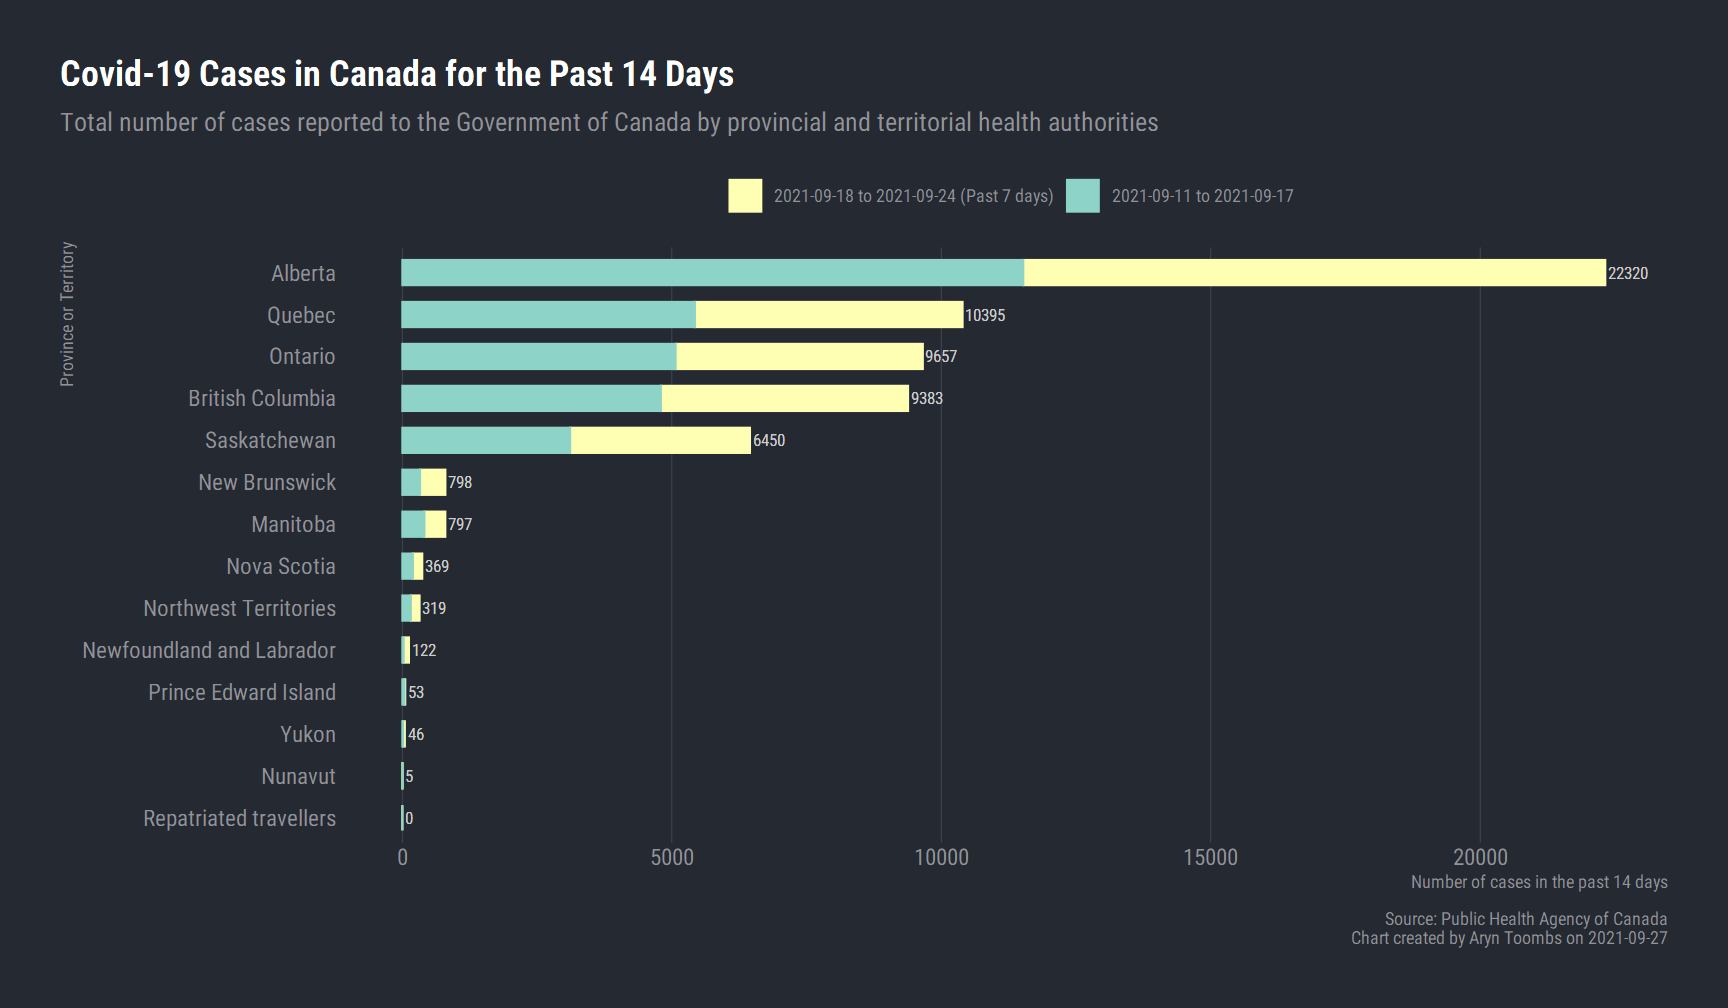 Covid-19 Cases in Canada for the Past 14 Days
Total number of cases reported to the Government of Canada by provincial and territorial health authorities
2021-09-18 to 2021-09-24 (Past 7 days)
2021-09-11 to 2021-09-17
Province or Territory
Alberta 22320
Quebec 10395
Ontario 9657
British Columbia 9383
Saskatchewan 6450
New Brunswick 798
Manitoba 797
Nova Scotia 369
Northwest Territories 319
Newfoundland and Labrador 122
Prince Edward Island 53
Yukon 46
Nunavut 5
Repatriated travellers 0
0 5000 10000 15000 20000
Number of cases in the past 14 days
Source: Public Health Agency of Canada
Chart created by Aryn Toombs on 2021-09-27